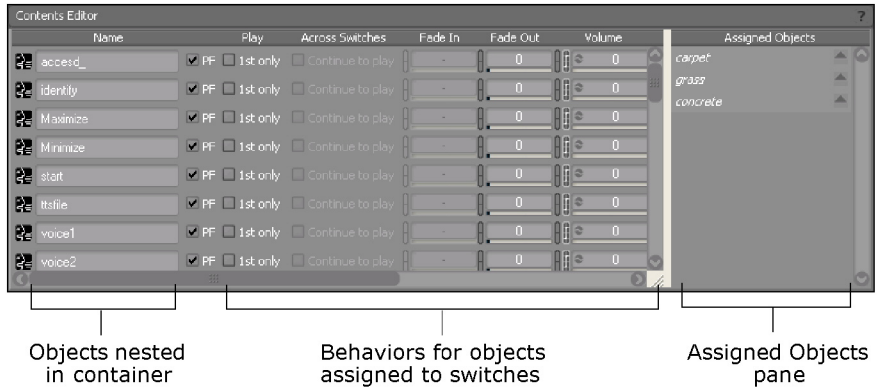 Contents Editor ?
Name Play Across Switches Fade In Fade Out Volume Assigned Objects
accesd_ PF 1st only Continue to play - 0 0 carpet
identify PF 1st only Continue to play - 0 0 grass
Maximize PF 1st only Continue to play - 0 0 concrete
Minimize PF 1st only Continue to play - 0 0
start PF 1st only Continue to play - 0 0
ttsfile PF 1st only Continue to play - 0 0
voice1 PF 1st only Continue to play - 0 0
voice2 PF 1st only Continue to play - 0 0
Objects nested
in container
Behaviors for objects
assigned to switches
Assigned Objects
pane